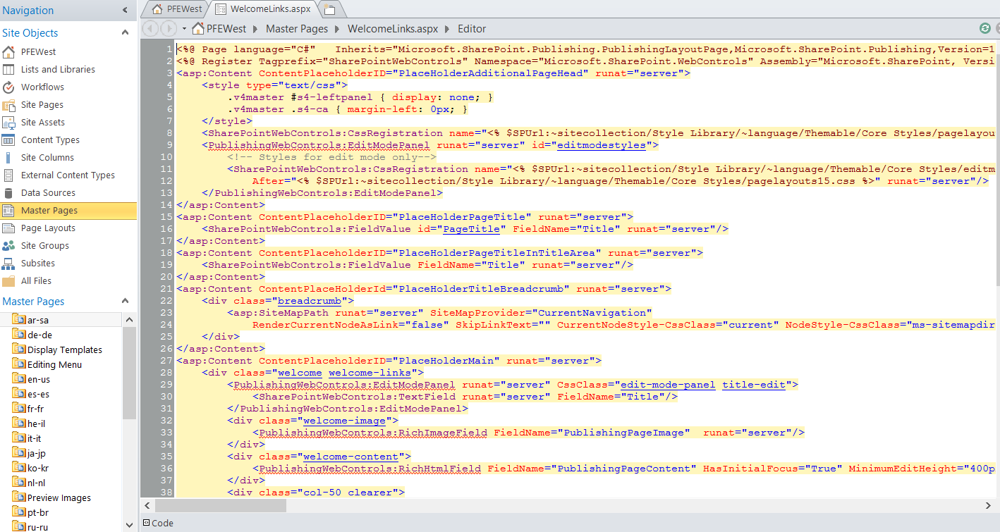 Navigation
Site Objects
PFEWest
Lists and Libraries
Workflows
Site Pages
Site Assets
Content Types
Site Columns
External Content Types
Data Sources
Master Pages
Page Layouts
Site Groups
Subsites
All Files
Master Pages
ar-sa
de-de
Display Templates
Editing Menu
en-us
es-es
fr-fr
he-il
it-it
ja-jp
ko-kr
nl-nl
Preview Images
pt-br
ru-ru
PFEWest WelcomeLinks.aspx
PFEWest Master Pages WelcomeLinks.aspx Editor
1 <%@ Page language="C#" Inherits="Microsoft.SharePoint.Publishing.PublishingLayoutPage,Microsoft.SharePoint.Publishing,Version=1
2 <%@ Register Tagprefix="SharePointWebControls" Namespace="Microsoft.SharePoint.WebControls" Assembly="Microsoft.SharePoint, Versi
3 <asp:Content ContentPlaceholderID="PlaceHolderAdditionalPageHead" runat="server">
4 <style type="text/css">
5 .v4master #s4-leftpanel { display: none; }
6 .v4master .s4-ca { margin-left: 0px; }
7 </style>
8 <SharePointWebControls:CssRegistration name="<% $SPUrl:~sitecollection/Style Library/~language/Themable/Core Styles/pagelayou
9 <PublishingWebControls:EditModePanel runat="server" id="editmodestyles">
10 <!-- Styles for edit mode only-->
11 <SharePointWebControls:CssRegistration name="<% $SPUrl:~sitecollection/Style Library/~language/Themable/Core Styles/editm
12 After="<% $SPUrl:~sitecollection/Style Library/~language/Themable/Core Styles/pagelayouts15.css %>" runat="server"/>
13 </PublishingWebControls:EditModePanel>
14 </asp:Content>
15 <asp:Content ContentPlaceholderID="PlaceHolderPageTitle" runat="server">
16 <SharePointWebControls:FieldValue id="PageTitle" FieldName="Title" runat="server"/>
17 </asp:Content>
18 <asp:Content ContentPlaceholderID="PlaceHolderPageTitleInTitleArea" runat="server">
19 <SharePointWebControls:FieldValue FieldName="Title" runat="server"/>
20 </asp:Content>
21 <asp:Content ContentPlaceHolderId="PlaceHolderTitleBreadcrumb" runat="server">
22 <div class="breadcrumb">
23 <asp:SiteMapPath runat="server" SiteMapProvider="CurrentNavigation"
24 RenderCurrentNodeAsLink="false" SkipLinkText="" CurrentNodeStyle-CssClass="current" NodeStyle-CssClass="ms-sitemapdir
25 </div>
26 </asp:Content>
27 <asp:Content ContentPlaceholderID="PlaceHolderMain" runat="server">
28 <div class="welcome welcome-links">
29 <PublishingWebControls:EditModePanel runat="server" CssClass="edit-mode-panel title-edit">
30 <SharePointWebControls:TextField runat="server" FieldName="Title"/>
31 </PublishingWebControls:EditModePanel>
32 <div class="welcome-image">
33 <PublishingWebControls:RichImageField FieldName="PublishingPageImage" runat="server"/>
34 </div>
35 <div class="welcome-content">
36 <PublishingWebControls:RichHtmlField FieldName="PublishingPageContent" HasInitialFocus="True" MinimumEditHeight="400p
37 </div>
38 <div class="col-50 clearer">
Code